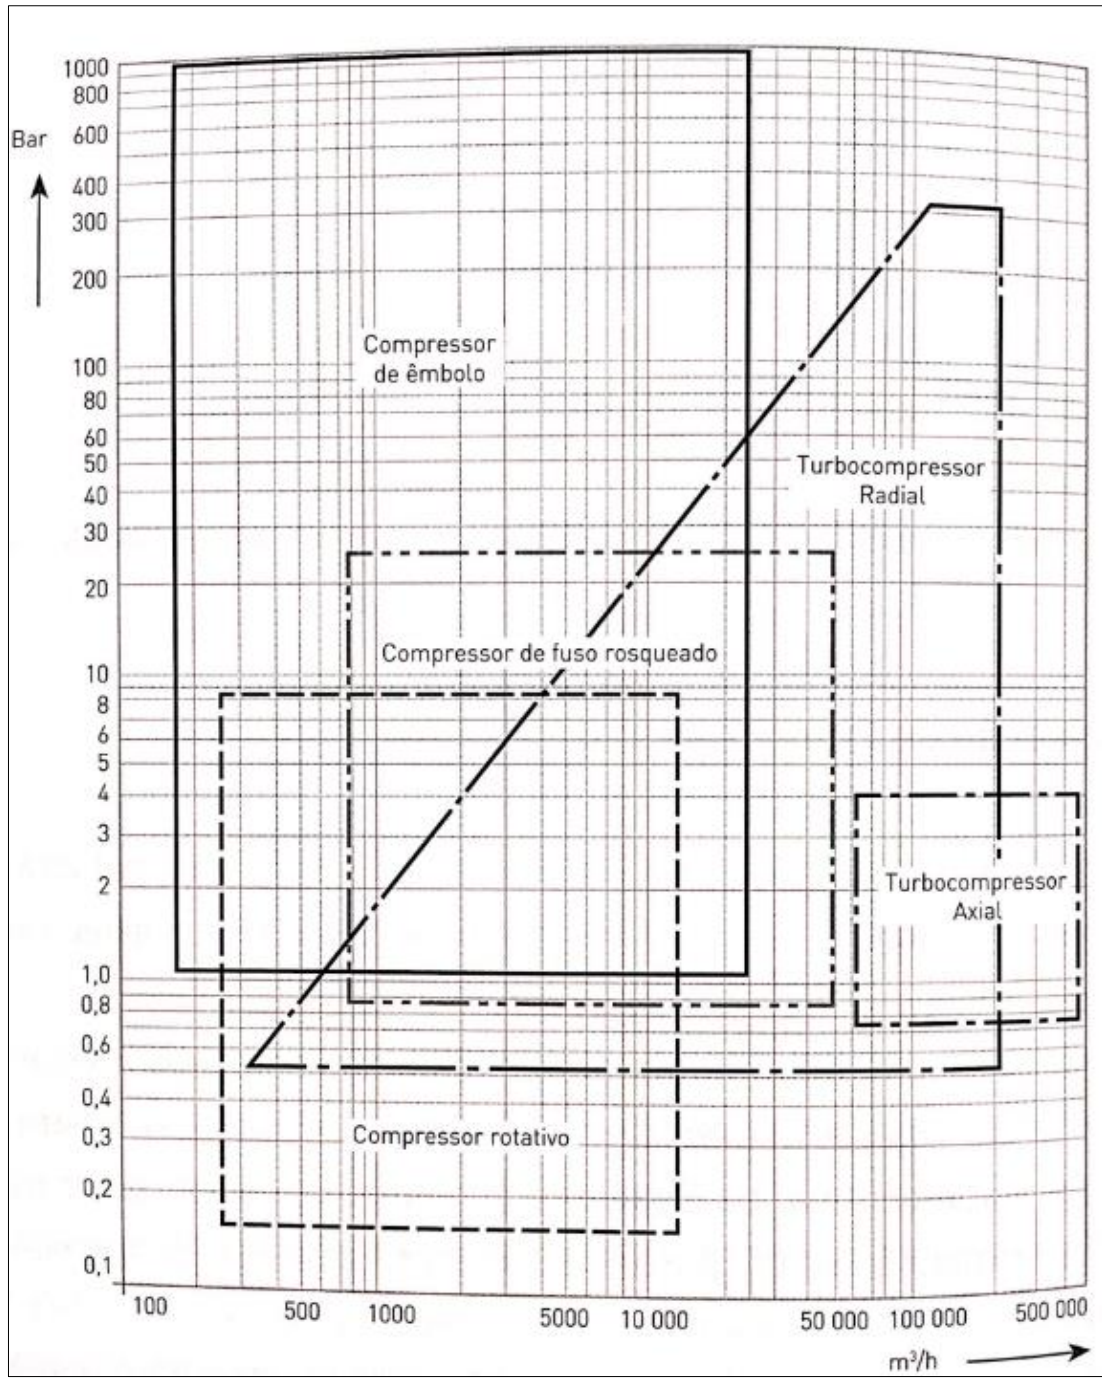 1000
800
600
Bar
400
300
200
100
80
60
50
40
30
20
10
8
6
5
4
3
2
1,0
0,8
0,6
0,4
0,3
0,2
0,1
Compressor
de êmbolo
Turbocompressor
Radial
Compressor de fuso rosqueado
Turbocompressor
Axial
Compressor rotativo
100 500 1000 5000 10 000 50 000 100 000 500 000
m³/h